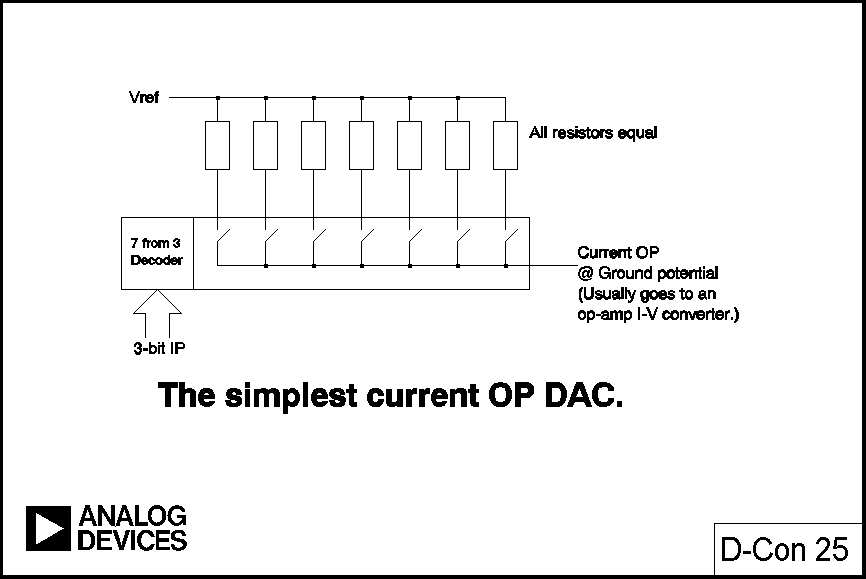 Vref
All resistors equal
7 from 3
Decoder
Current OP
@ Ground potential
(Usually goes to an
op-amp I-V converter.)
3-bit IP
The simplest current OP DAC.
ANALOG
DEVICES
D-Con 25